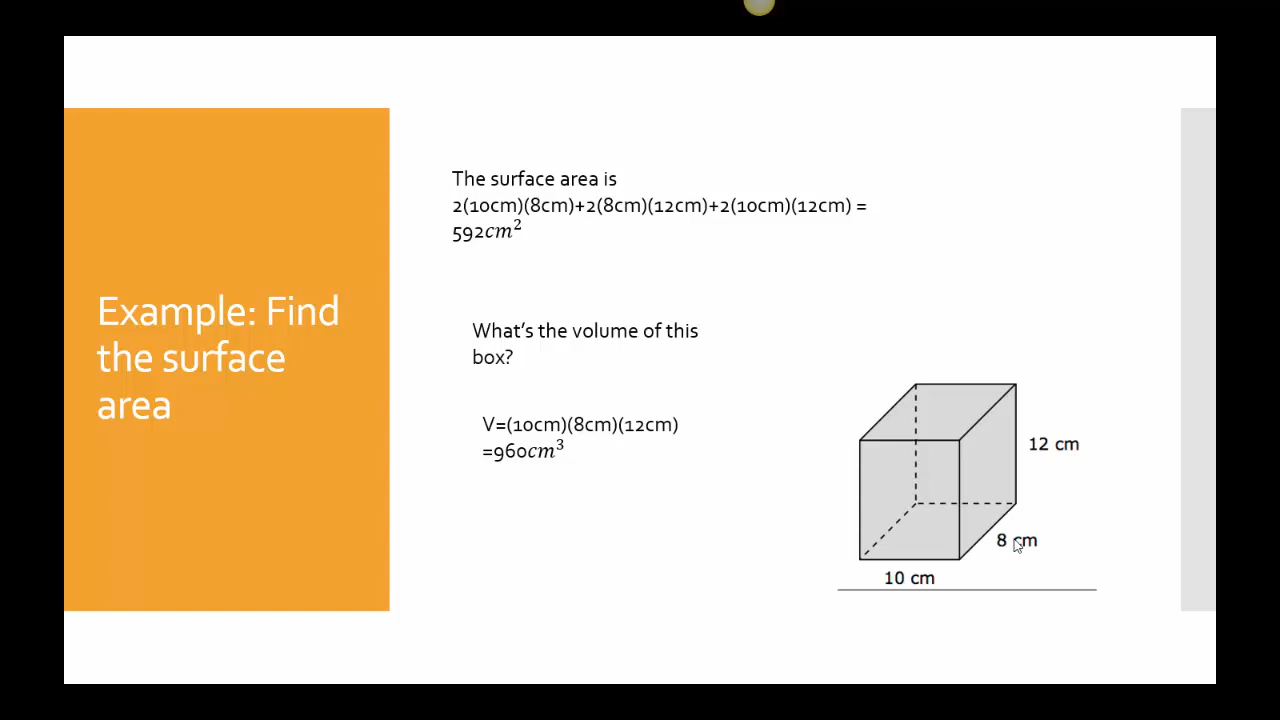 Example: Find
the surface
area
The surface area is
2(10cm)(8cm)+2(8cm)(12cm)+2(10cm)(12cm) =
592cm²
What's the volume of this
box?
V=(10cm)(8cm)(12cm)
=960cm³
12 cm
8 cm
10 cm